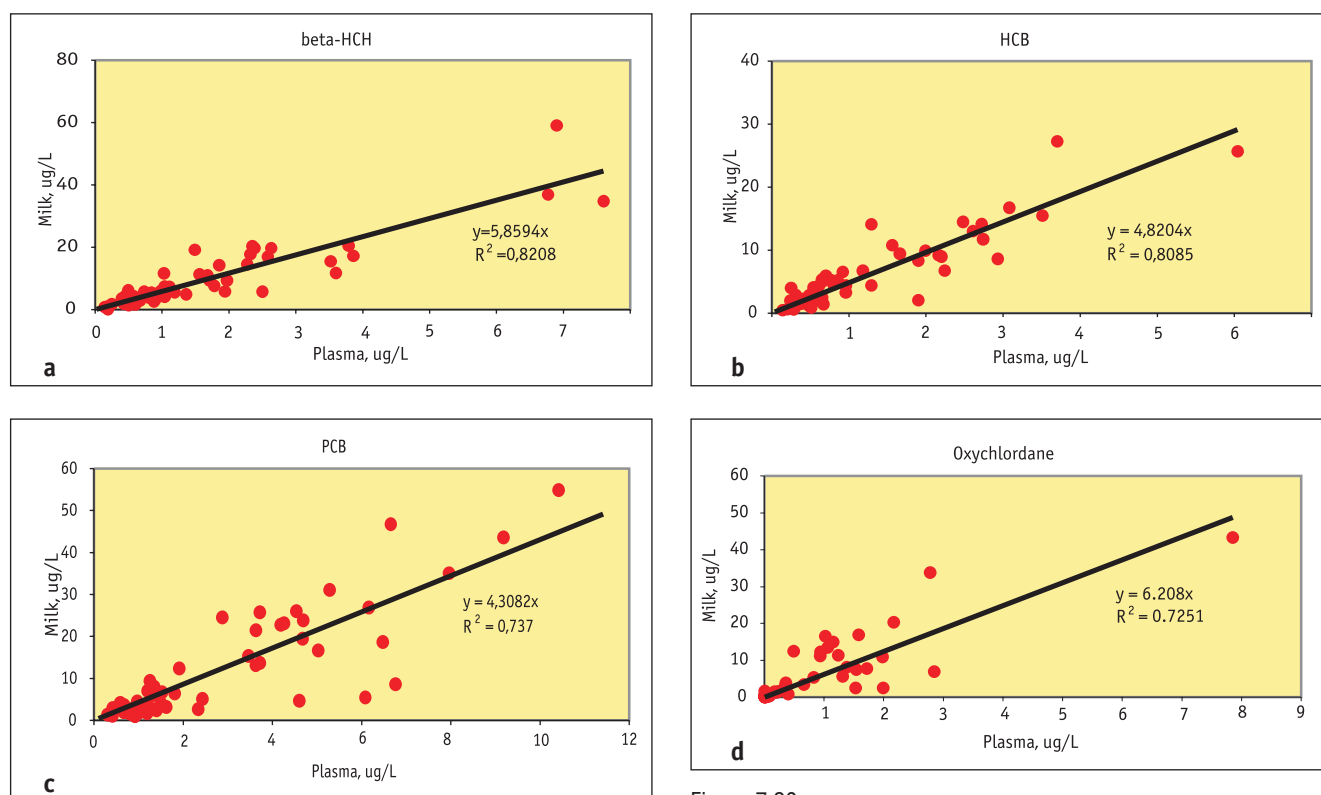 beta-HCH
80
60
40
20
0
Milk, ug/L
0 1 2 3 4 5 6 7
Plasma, ug/L
y=5,8594x
R2=0,8208
a
HCB
40
30
20
10
0
Milk, ug/L
1 2 3 4 5 6
Plasma, ug/L
y = 4,8204x
R2 = 0,8085
b
PCB
60
50
40
30
20
10
0
Milk, ug/L
0 2 4 6 8 10 12
Plasma, ug/L
y = 4,3082x
R2 = 0,737
c
Oxychlordane
60
50
40
30
20
10
0
Milk, ug/L
1 2 3 4 5 6 7 8 9
Plasma, ug/L
y = 6.208x
R2 = 0.7251
d